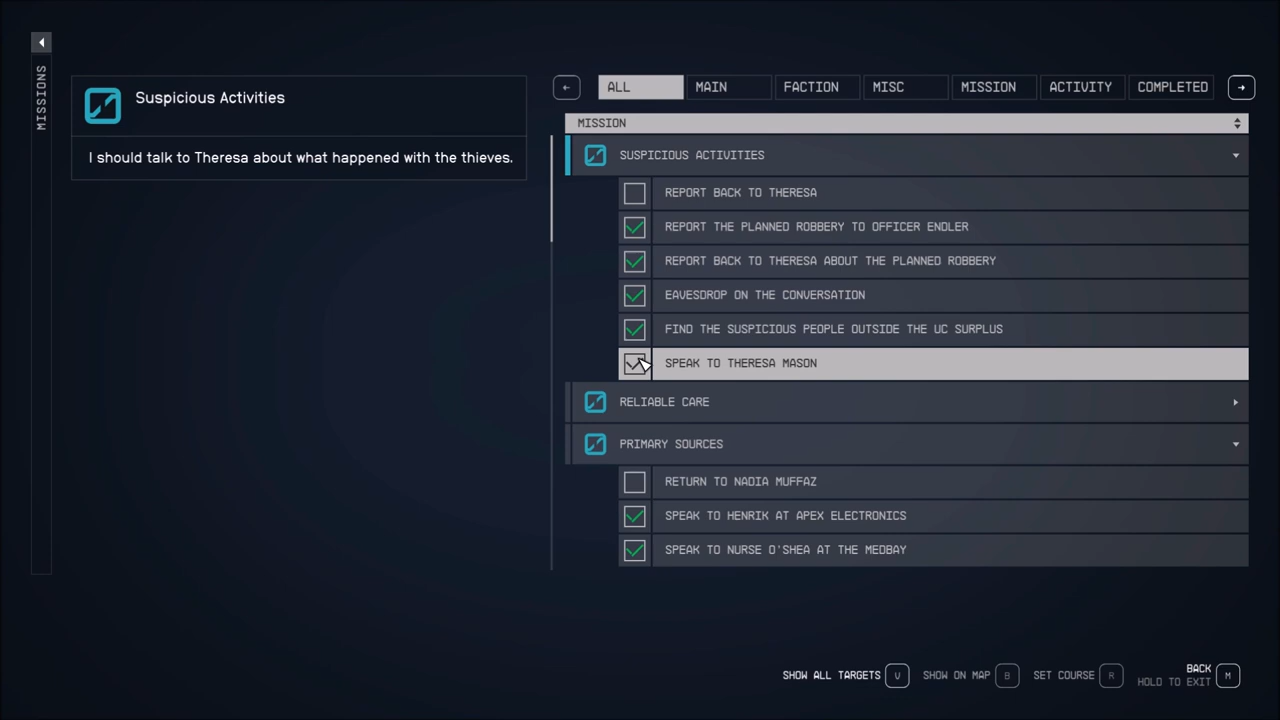 MISSIONS
Suspicious Activities
I should talk to Theresa about what happened with the thieves.
ALL
MAIN
FACTION
MISC
MISSION
ACTIVITY
COMPLETED
MISSION
SUSPICIOUS ACTIVITIES
REPORT BACK TO THERESA
REPORT THE PLANNED ROBBERY TO OFFICER ENDLER
REPORT BACK TO THERESA ABOUT THE PLANNED ROBBERY
EAVESDROP ON THE CONVERSATION
FIND THE SUSPICIOUS PEOPLE OUTSIDE THE UC SURPLUS
SPEAK TO THERESA MASON
RELIABLE CARE
PRIMARY SOURCES
RETURN TO NADIA MUFFAZ
SPEAK TO HENRIK AT APEX ELECTRONICS
SPEAK TO NURSE O'SHEA AT THE MEDBAY
SHOW ALL TARGETS V
SHOW ON MAP B
SET COURSE R
BACK M
HOLD TO EXIT